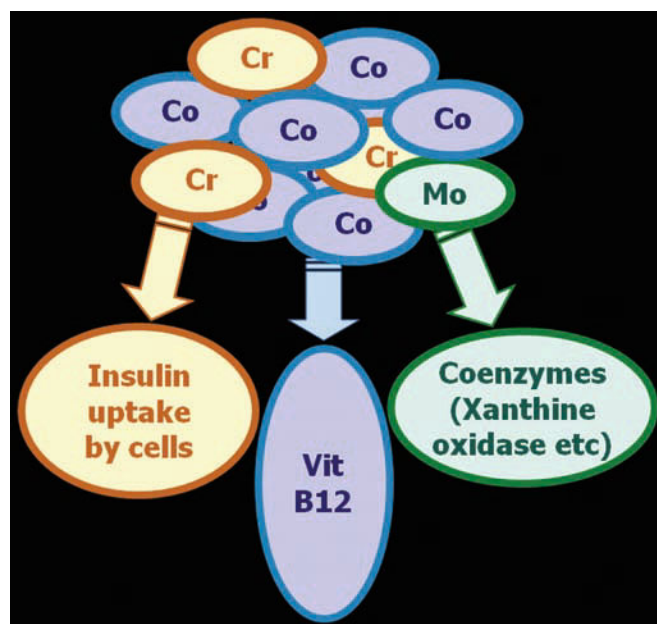 Cr
Co
Co
Co
Co
Cr
Cr
Mo
Co
Insulin
uptake
by cells
Vit
B12
Coenzymes
(Xanthine
oxidase etc)